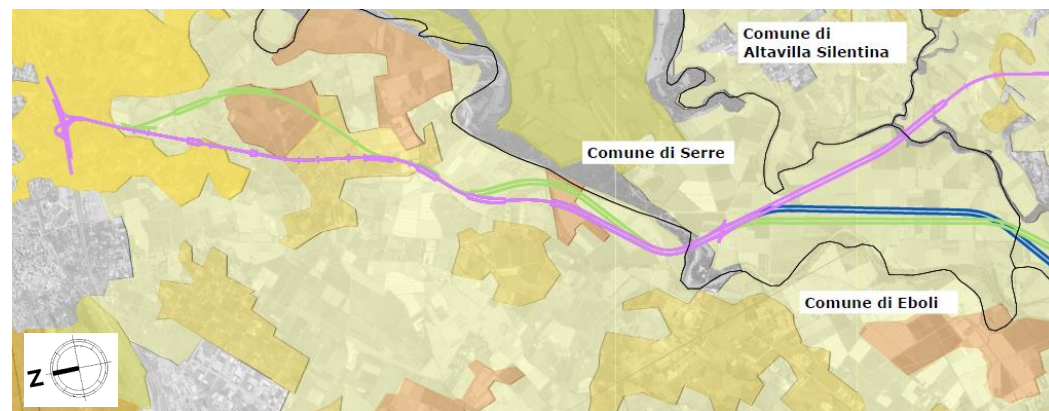 Comune di
Altavilla Silentina
Comune di Serre
Comune di Eboli
N